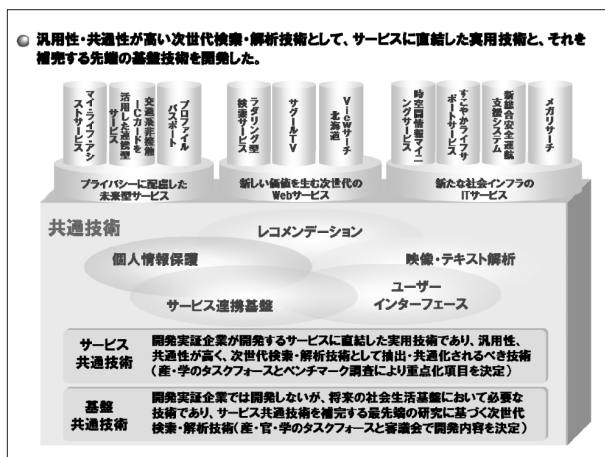 汎用性・共通性が高い次世代検索・解析技術として、サービスに直結した実用技術と、それを
補完する先端の基盤技術を開発した。
マイ・ライフ・アシ
ストサービス
交通系非接触
ICカードを
活用した連携型
サービス
プロファイル
パスポート
ラダリング型
検索サービス
サグールTV
Viewサーチ
北海道
時空間情報マイニ
ングサービス
すこやかライフサ
ポートサービス
新総合安全運航
支援システム
メガリサーチ
プライバシーに配慮した
未来型サービス
新しい価値を生む次世代の
Webサービス
新たな社会インフラの
ITサービス
共通技術
レコメンデーション
個人情報保護
映像・テキスト解析
サービス連携基盤
ユーザー
インターフェース
サービス
共通技術
開発実証企業が開発するサービスに直結した実用技術であり、汎用性、
共通性が高く、次世代検索・解析技術として抽出・共通化されるべき技術
（産・学のタスクフォースとベンチマーク調査により重点化項目を決定）
基盤
共通技術
開発実証企業では開発しないが、将来の社会生活基盤において必要な
技術であり、サービス共通技術を補完する最先端の研究に基づく次世代
検索・解析技術（産・官・学のタスクフォースと審議会で開発内容を決定）